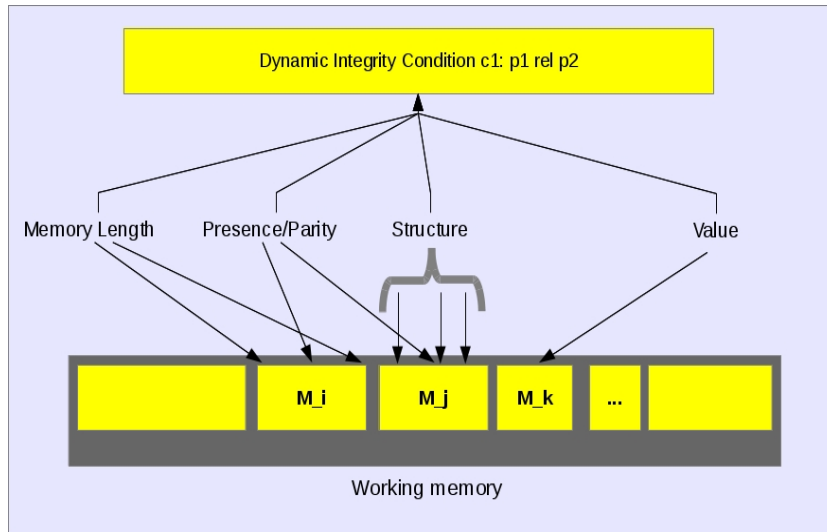 Dynamic Integrity Condition c1: p1 rel p2
Memory Length Presence/Parity Structure Value
M_i M_j M_k ...
Working memory